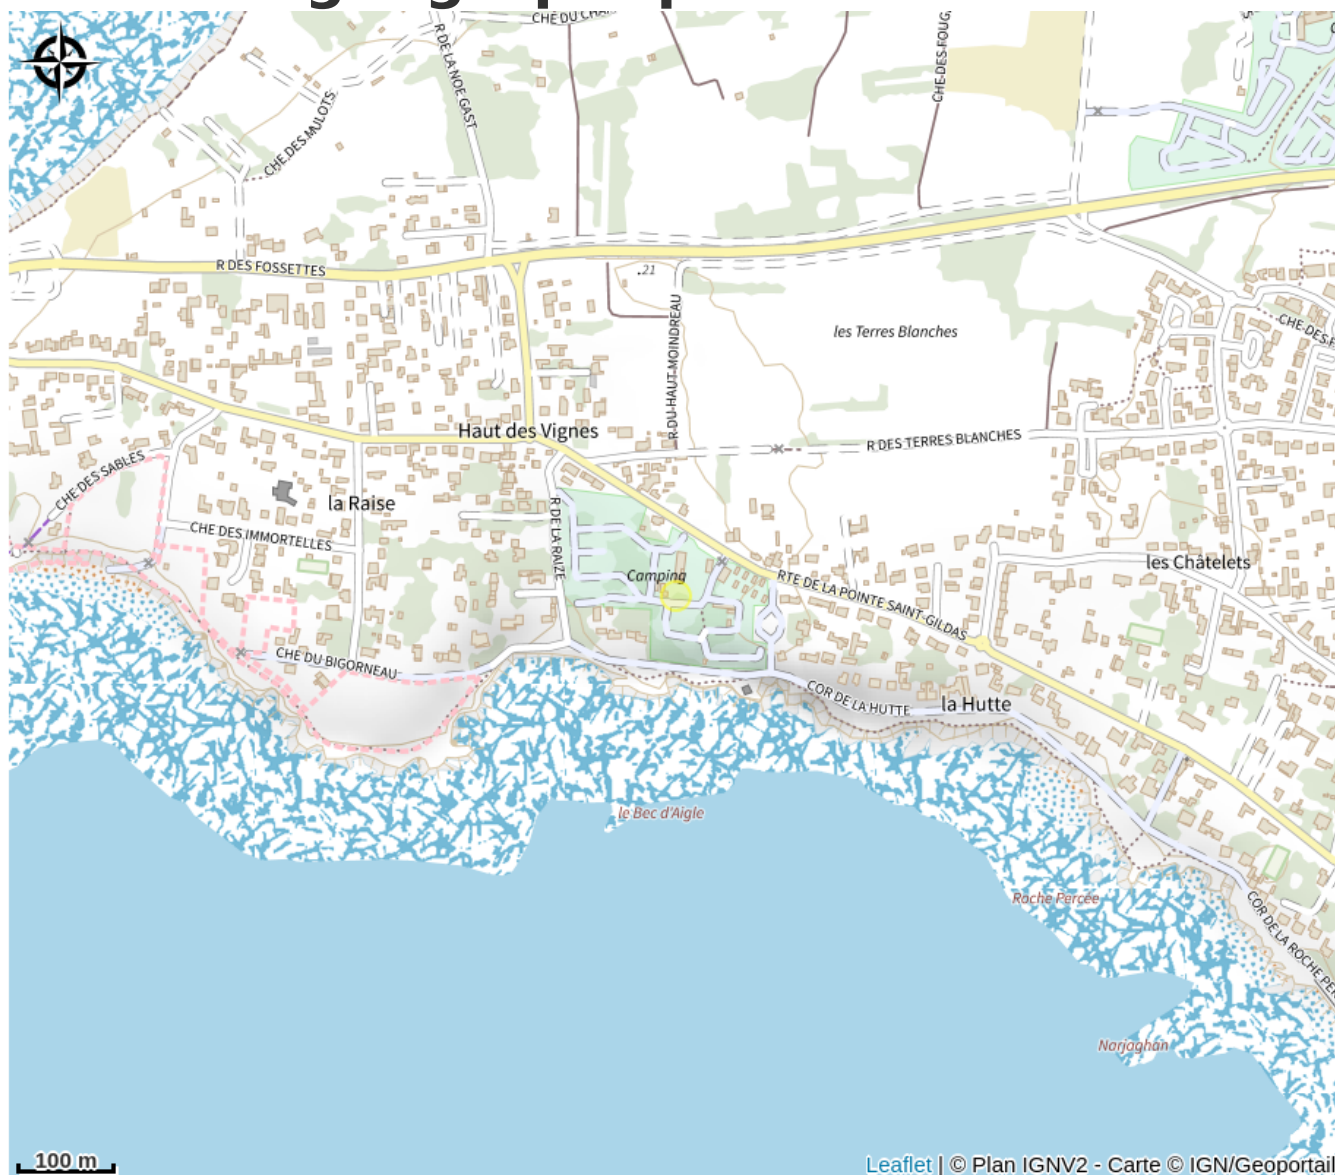 CHE DU CHA
R DE LA NOE GAST
CHE DES FOUG
CHE DES MULOTS
R DES FOSSETTES
.21
R DU HAUT MOINDREAU
les Terres Blanches
CHE DES F
Haut des Vignes
R DES TERRES BLANCHES
CHE DES SABLES
la Raise
CHE DES IMMORTELLES
R DE LA RAIZE
Camping
RTE DE LA POINTE SAINT-GILDAS
les Châtelets
CHE DU BIGORNEAU
COR DE LA HUTTE
la Hutte
le Bec d'Aigle
Roche Percée
COR DE LA ROCHE PER
Narjaghan
100 m
Leaflet | © Plan IGNV2 - Carte © IGN/Geoportail